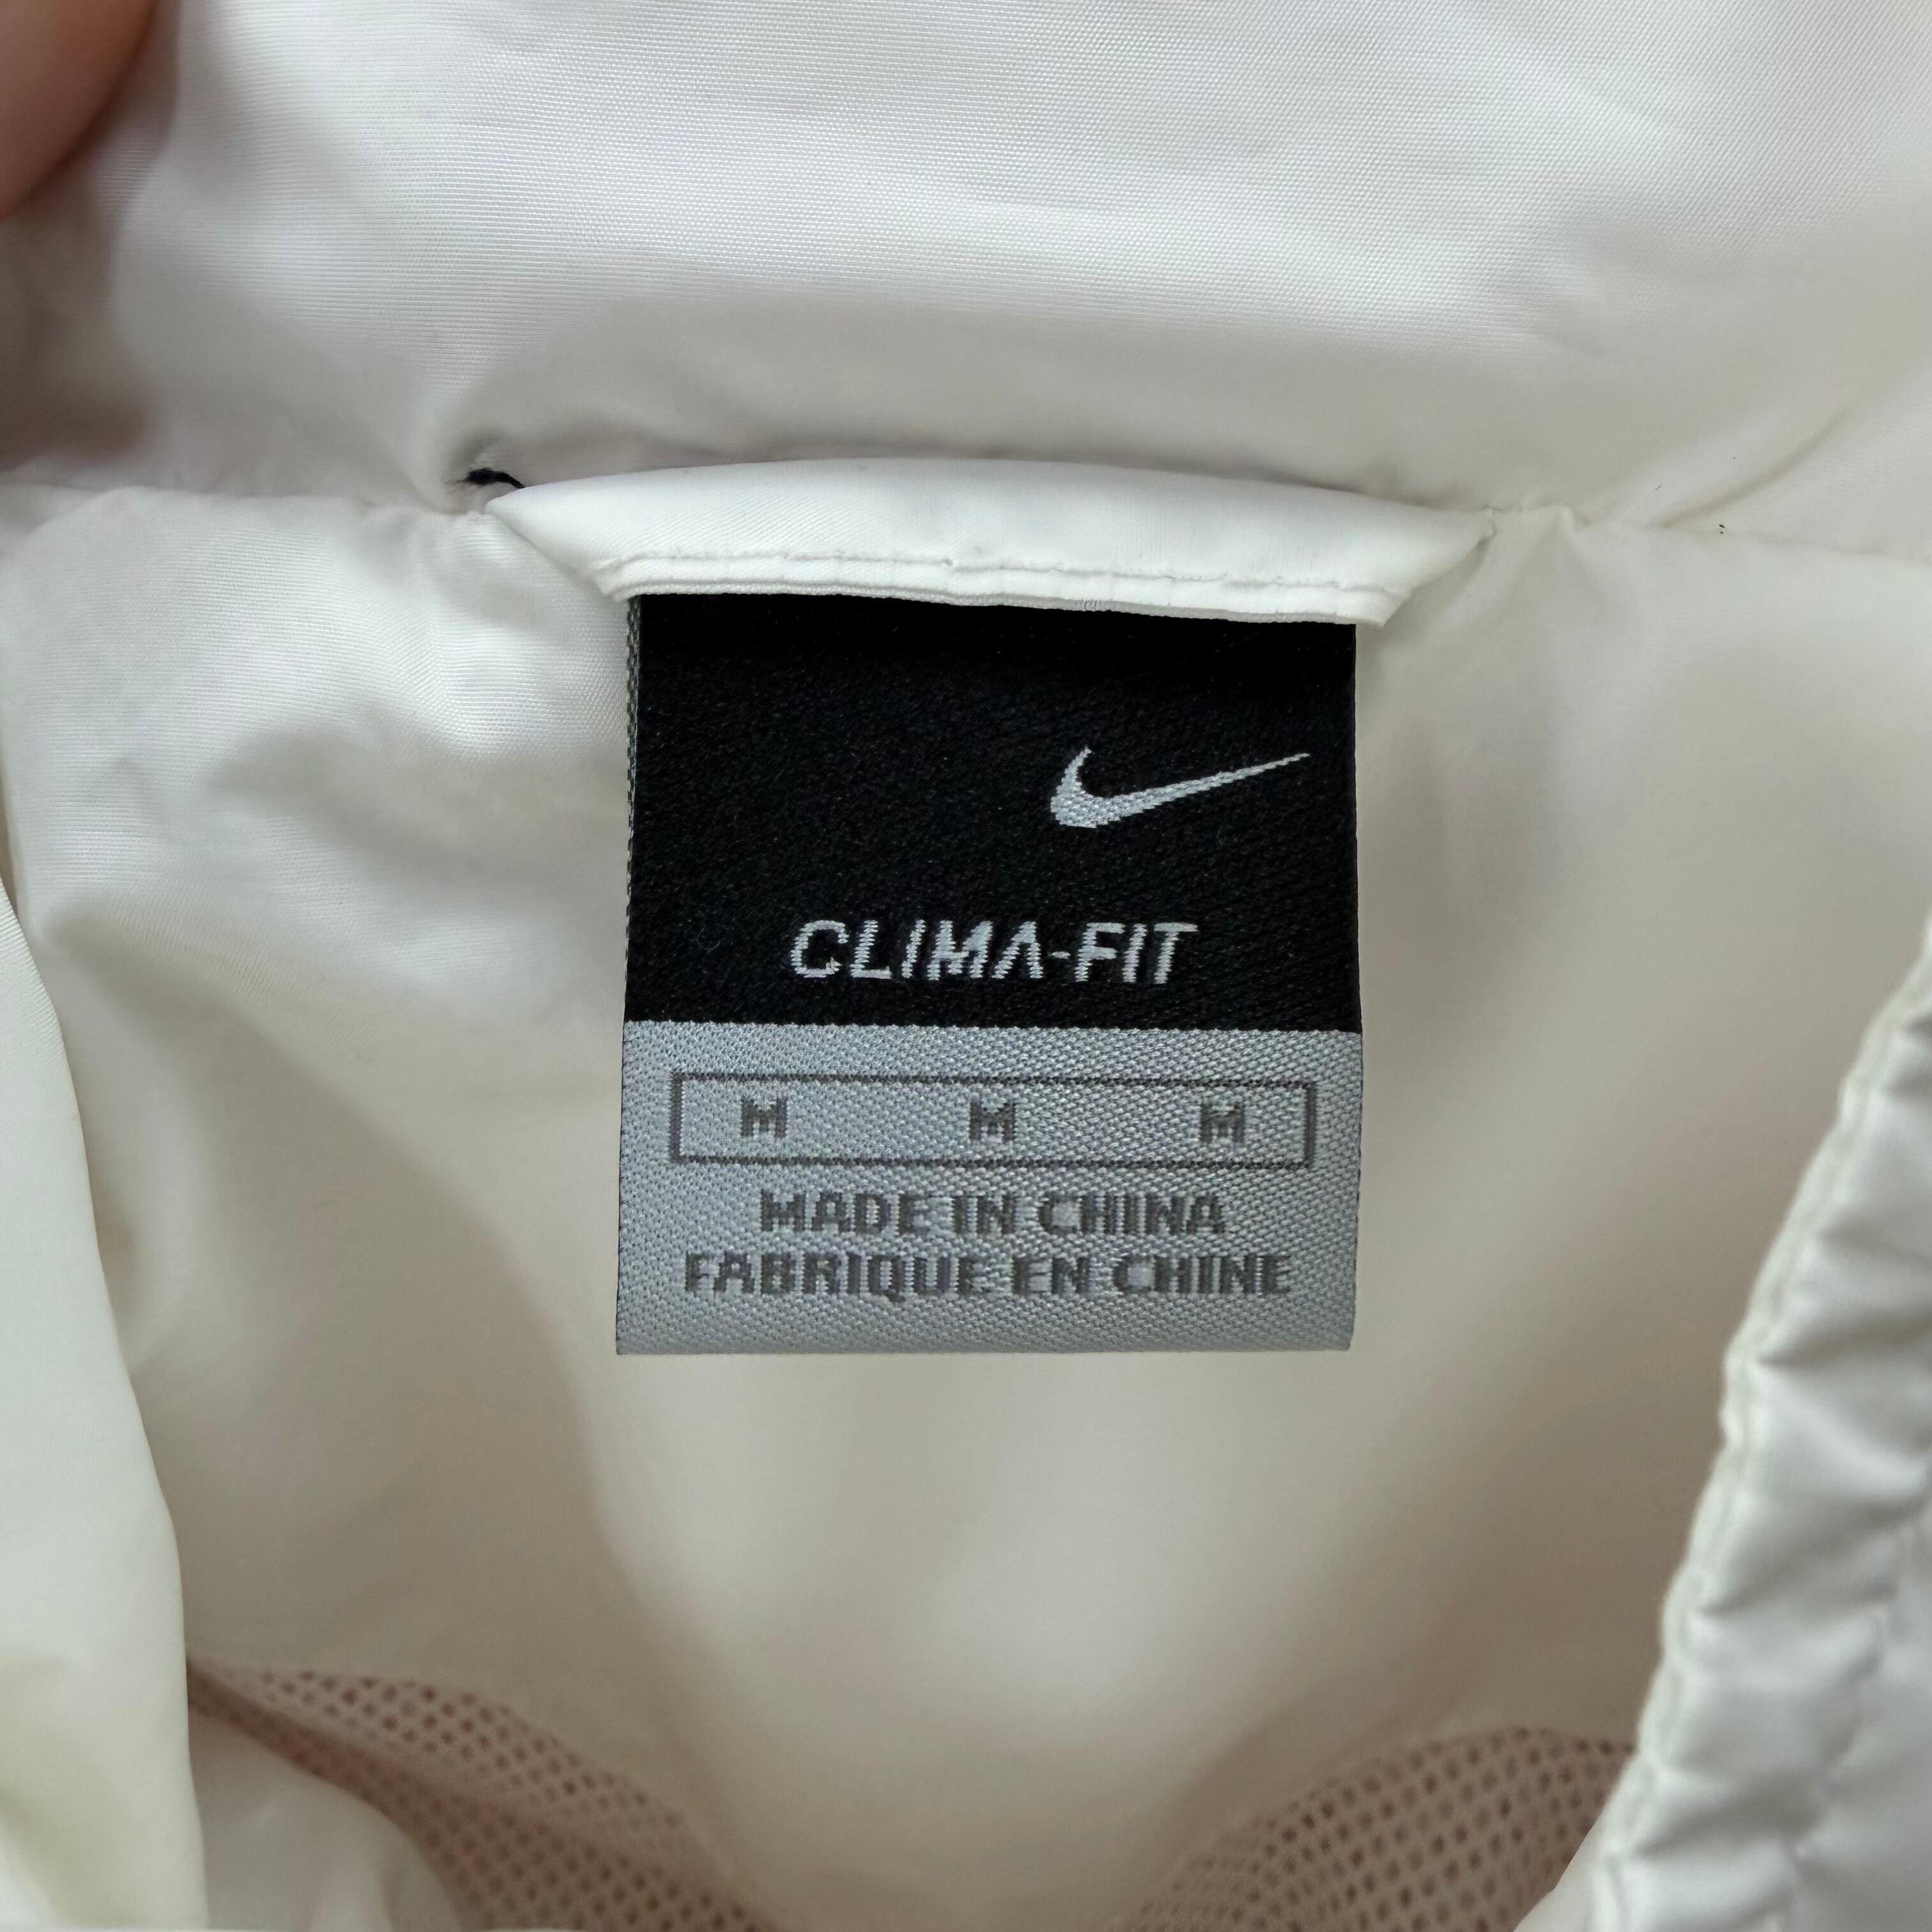 CLIMA-FIT
M M M
MADE IN CHINA
FABRIQUE EN CHINE